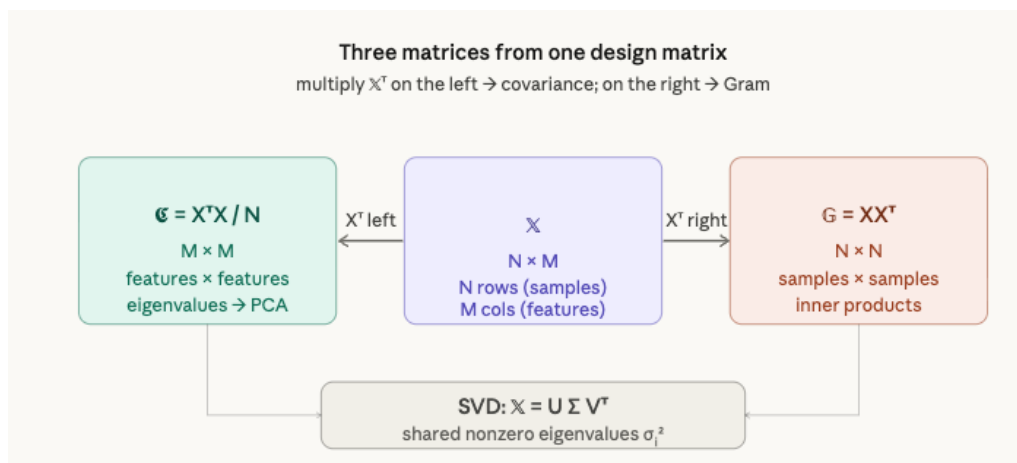 Three matrices from one design matrix
multiply 𝕏ᵀ on the left → covariance; on the right → Gram
ℭ = XᵀX / N
M × M
features × features
eigenvalues → PCA
Xᵀ left
𝕏
N × M
N rows (samples)
M cols (features)
Xᵀ right
𝔾 = XXᵀ
N × N
samples × samples
inner products
SVD: 𝕏 = U Σ Vᵀ
shared nonzero eigenvalues σᵢ²